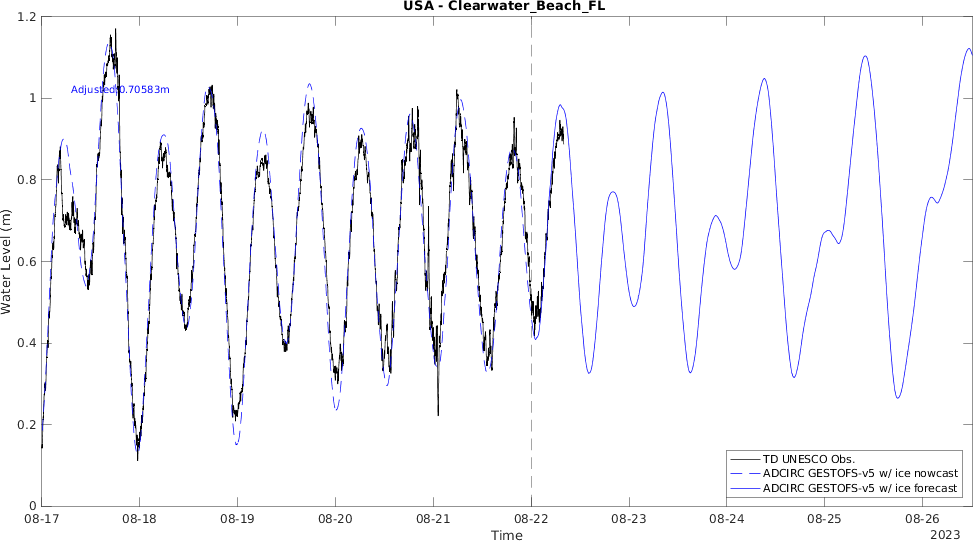 USA - Clearwater_Beach_FL
1.2
1
0.8
0.6
0.4
0.2
0
Water Level (m)
Adjusted:0.70583m
TD UNESCO Obs.
ADCIRC GESTOFS-v5 w/ ice nowcast
ADCIRC GESTOFS-v5 w/ ice forecast
08-17 08-18 08-19 08-20 08-21 08-22 08-23 08-24 08-25 08-26
Time
2023